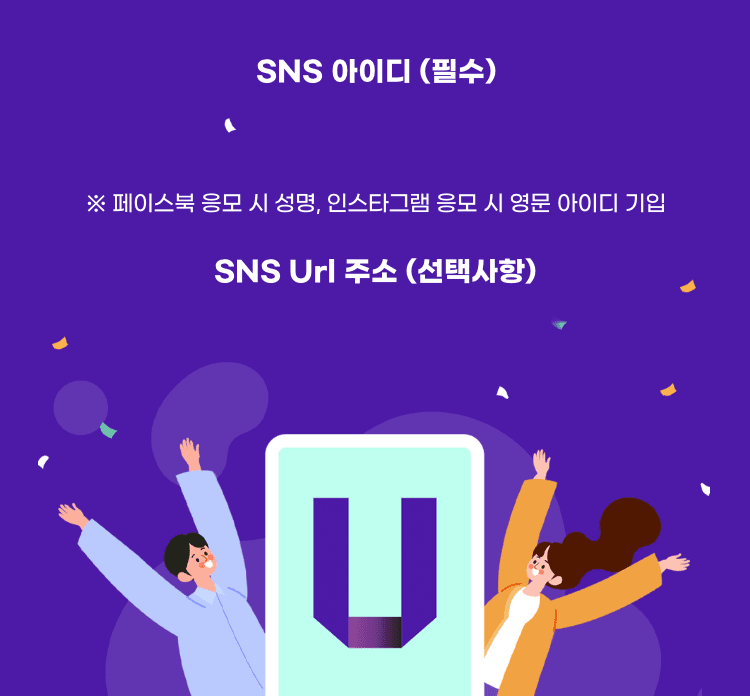 SNS 아이디 (필수)
※ 페이스북 응모 시 성명, 인스타그램 응모 시 영문 아이디 기입
SNS Url 주소 (선택사항)
U